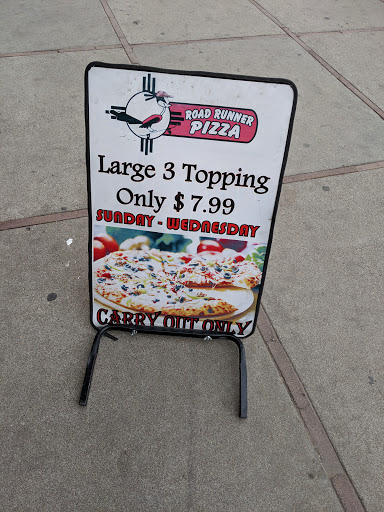 ROAD RUNNER
PIZZA
Large 3 Topping
Only $ 7.99
SUNDAY - WEDNESDAY
CARRY OUT ONLY